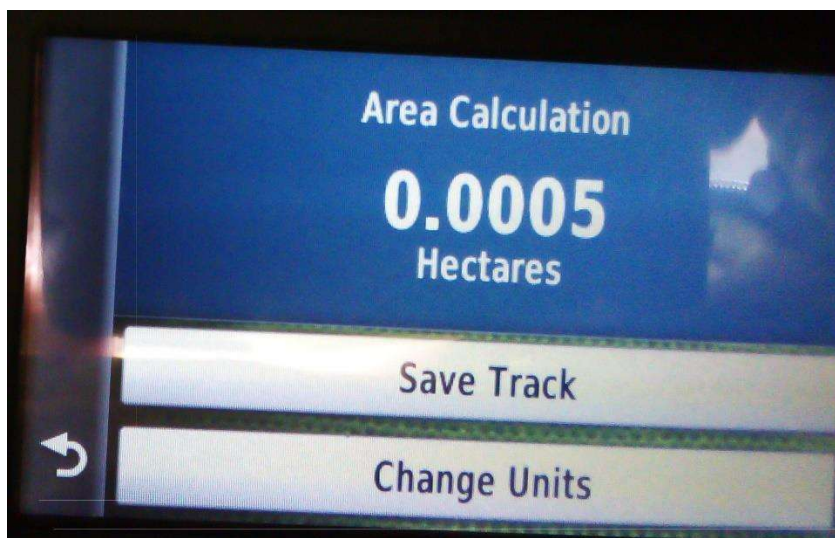 Area Calculation
0.0005
Hectares
Save Track
Change Units